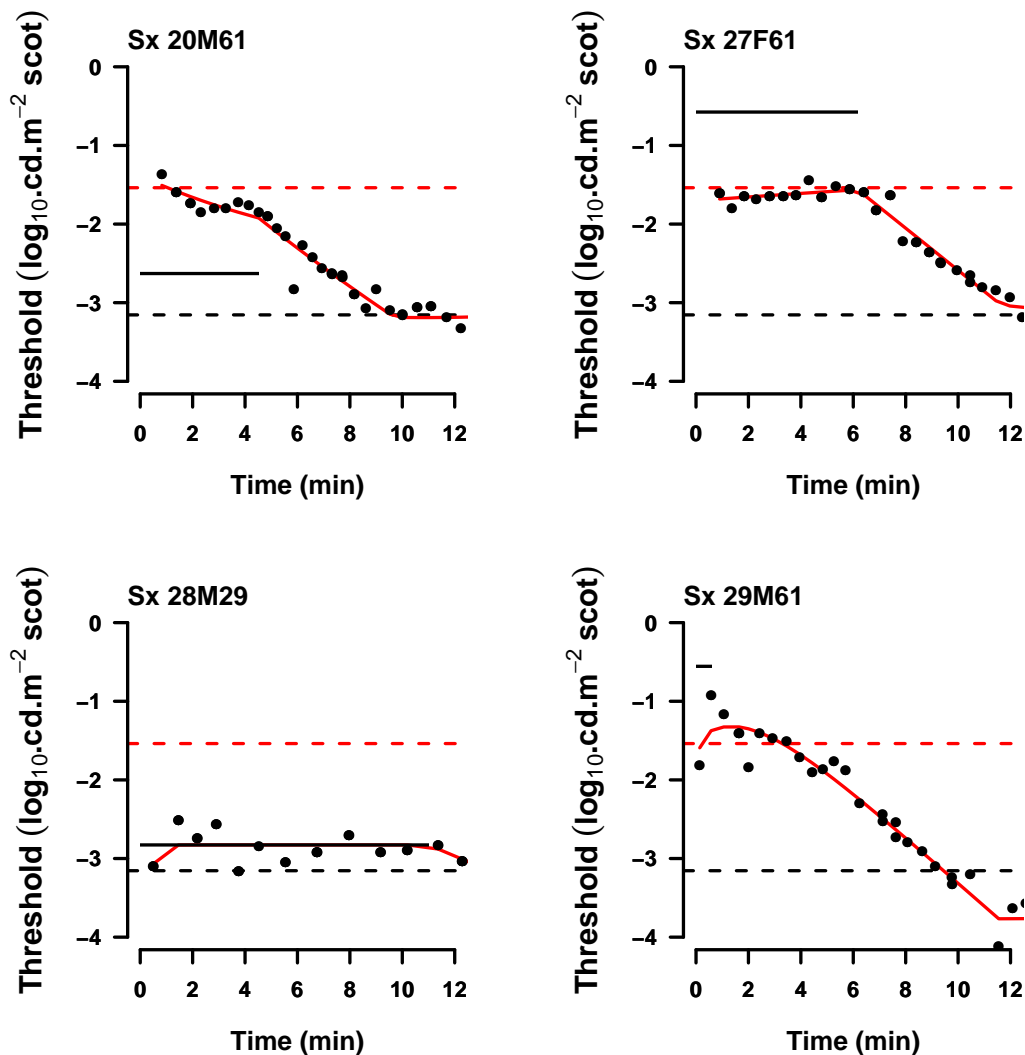 Sx 20M61
Threshold (log₁₀.cd.m⁻² scot)
0
−1
−2
−3
−4
0 2 4 6 8 10 12
Time (min)
Sx 27F61
Threshold (log₁₀.cd.m⁻² scot)
0
−1
−2
−3
−4
0 2 4 6 8 10 12
Time (min)
Sx 28M29
Threshold (log₁₀.cd.m⁻² scot)
0
−1
−2
−3
−4
0 2 4 6 8 10 12
Time (min)
Sx 29M61
Threshold (log₁₀.cd.m⁻² scot)
0
−1
−2
−3
−4
0 2 4 6 8 10 12
Time (min)